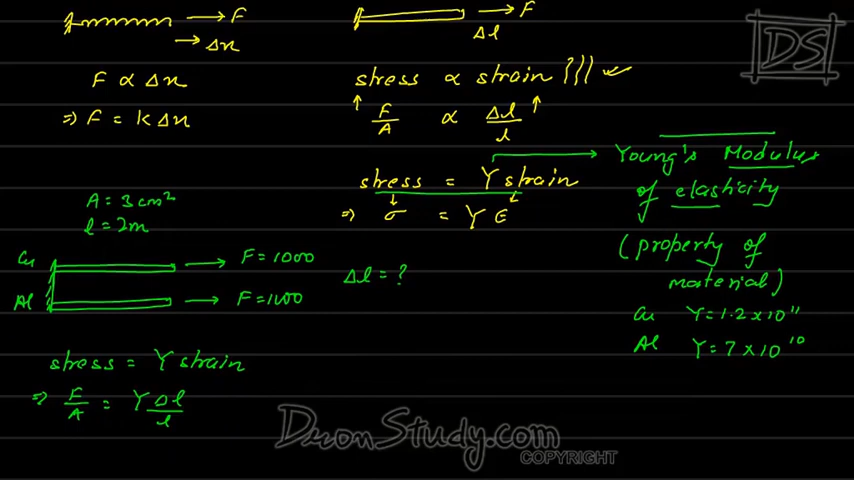 F
Δx
F ∝ Δx
⇒ F = kΔx
F
Δl
stress ∝ strain
F/A ∝ Δl/l
stress = Y strain
⇒ σ = Y ϵ
Young's Modulus
of elasticity
(property of
material)
Cu Y = 1.2 × 10¹¹
Al Y = 7 × 10¹⁰
A = 3 cm²
l = 2m
Cu F = 1000
Al F = 1000
Δl = ?
stress = Y strain
⇒ F/A = Y Δl/l
DS
DronStudy.com
COPYRIGHT